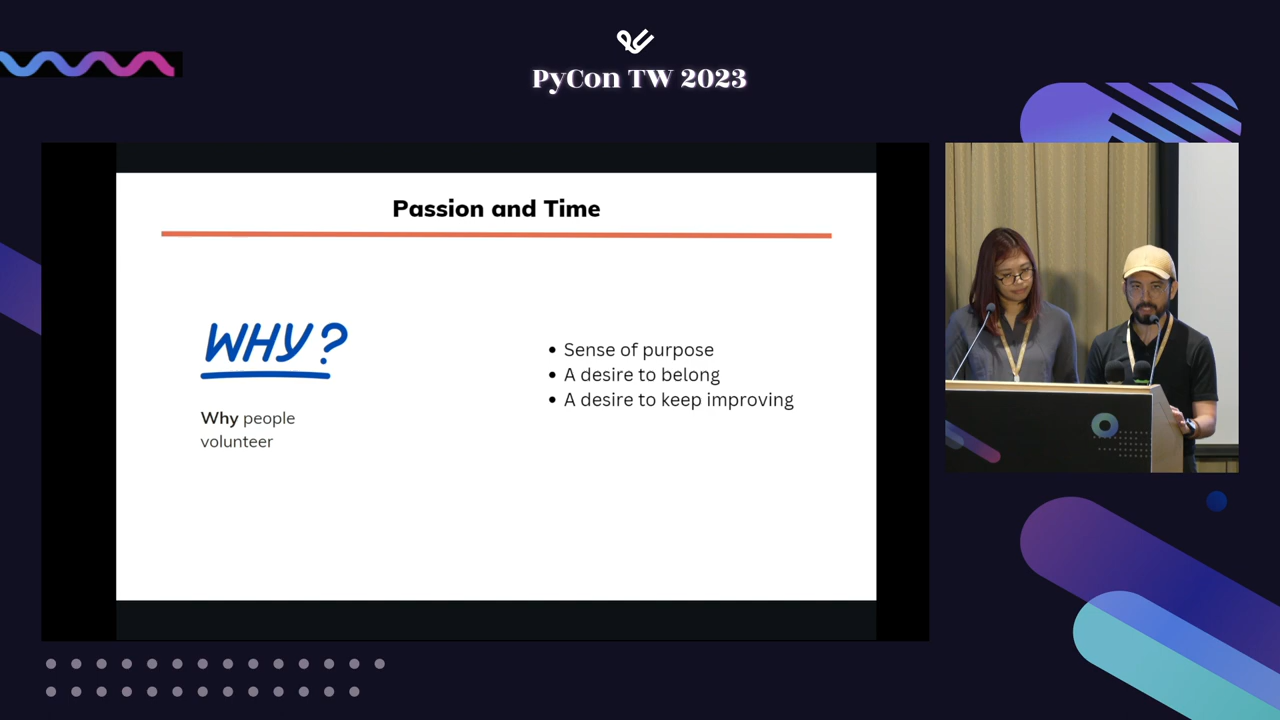 PyCon TW 2023
Passion and Time
WHY?
Why people
volunteer
Sense of purpose
A desire to belong
A desire to keep improving